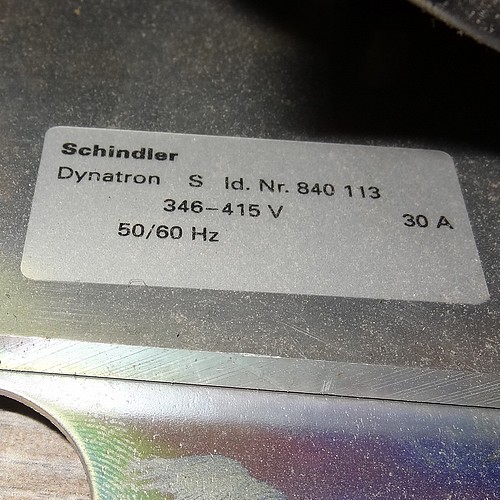 Schindler
Dynatron S Id. Nr. 840 113
346–415 V 30 A
50/60 Hz